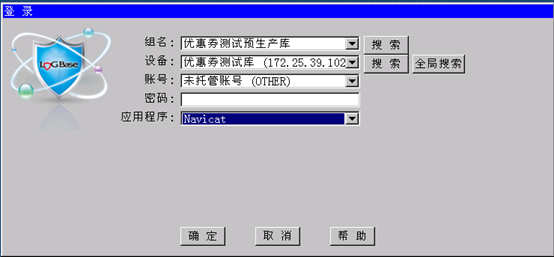 登 录
LOGBase
组名: 优惠券测试预生产库 搜 索
设备: 优惠券测试库 (172.25.39.102 搜 索 全局搜索
账号: 未托管账号 (OTHER)
密码:
应用程序: Navicat
确 定 取 消 帮 助